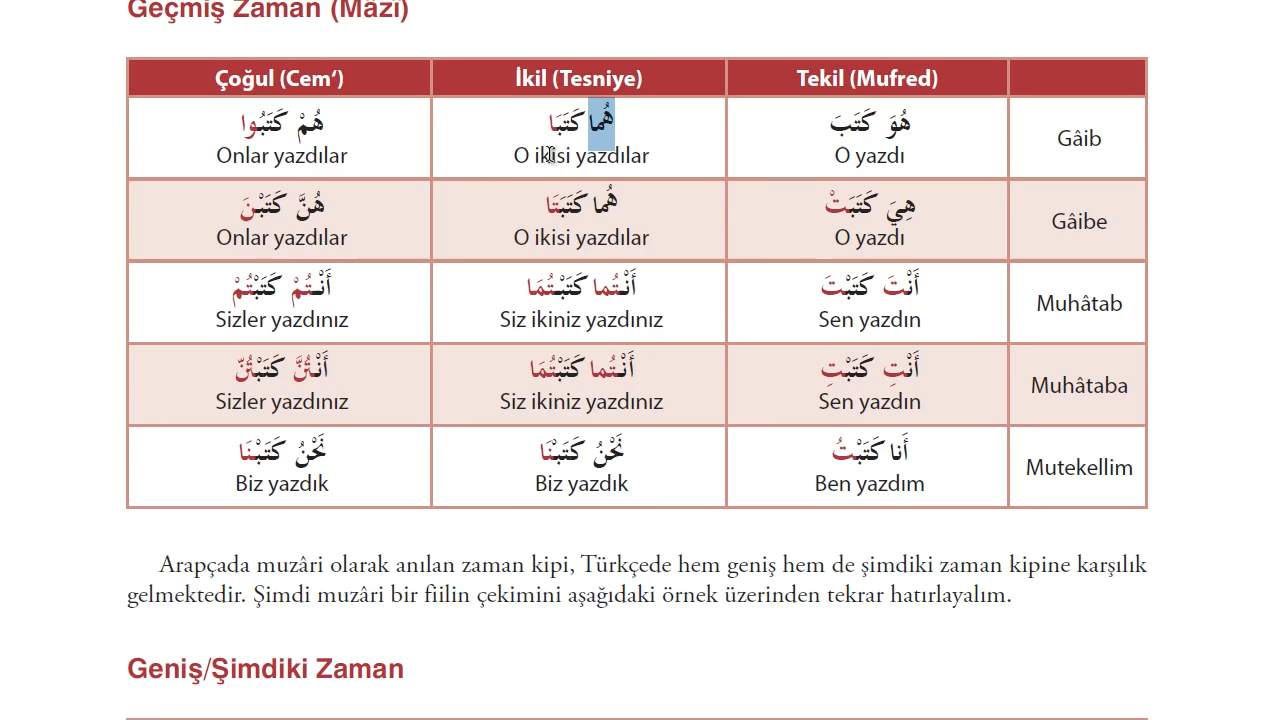 Geçmiş Zaman (Mâzî)
Çoğul (Cem’) İkil (Tesniye) Tekil (Mufred)
هُمْ كَتَبُوا هُما كَتَبَا هُوَ كَتَبَ
Gâib
Onlar yazdılar O ikisi yazdılar O yazdı
هُنَّ كَتَبْنَ هُما كَتَبَتَا هِيَ كَتَبَتْ
Gâibe
Onlar yazdılar O ikisi yazdılar O yazdı
أَنْتُمْ كَتَبْتُمْ أَنْتُما كَتَبْتُمَا أَنْتَ كَتَبْتَ
Muhâtab
Sizler yazdınız Siz ikiniz yazdınız Sen yazdın
أَنْتُنَّ كَتَبْتُنّ أَنْتُما كَتَبْتُمَا أَنْتِ كَتَبْتِ
Muhâtaba
Sizler yazdınız Siz ikiniz yazdınız Sen yazdın
نَحْنُ كَتَبْنَا نَحْنُ كَتَبْنَا أَنا كَتَبْتُ
Mutekellim
Biz yazdık Biz yazdık Ben yazdım
Arapçada muzâri olarak anılan zaman kipi, Türkçede hem geniş hem de şimdiki zaman kipine karşılık
gelmektedir. Şimdi muzâri bir fiilin çekimini aşağıdaki örnek üzerinden tekrar hatırlayalım.
Geniş/Şimdiki Zaman